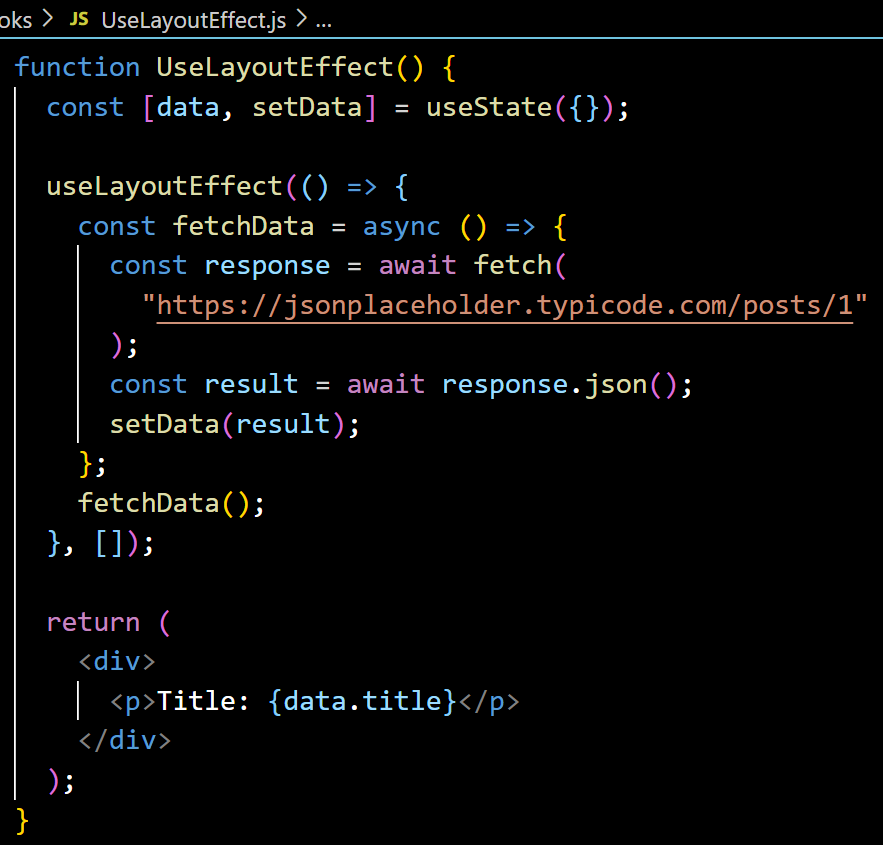 oks > JS UseLayoutEffect.js > ...
function UseLayoutEffect() {
  const [data, setData] = useState({});

  useLayoutEffect(() => {
    const fetchData = async () => {
      const response = await fetch(
        "https://jsonplaceholder.typicode.com/posts/1"
      );
      const result = await response.json();
      setData(result);
    };
    fetchData();
  }, []);

  return (
    <div>
      <p>Title: {data.title}</p>
    </div>
  );
}